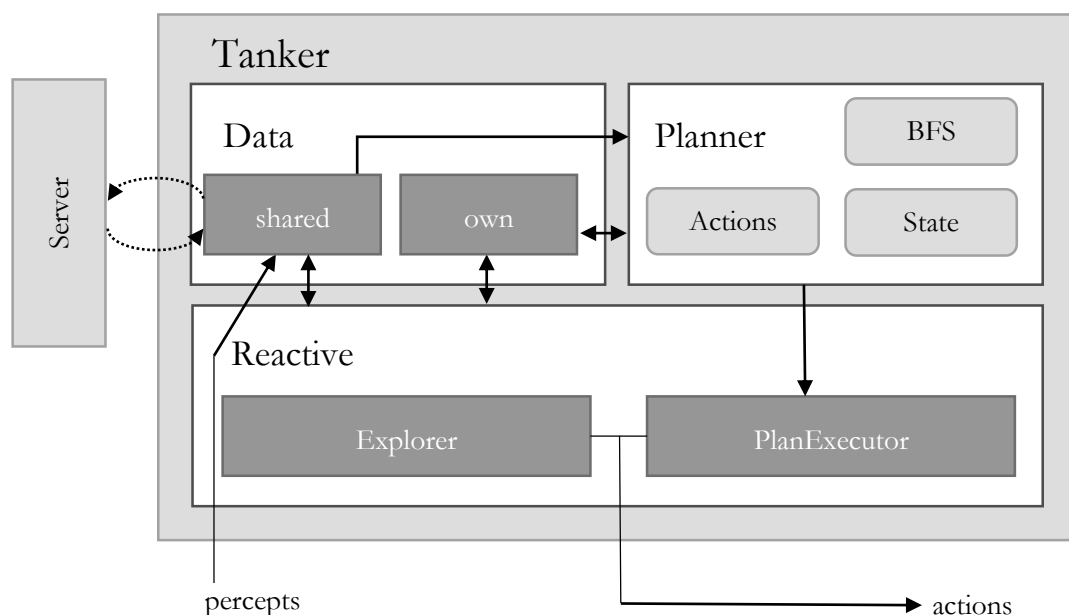 Tanker
Server
Data
shared
own
Planner
BFS
Actions
State
Reactive
Explorer
PlanExecutor
percepts
actions